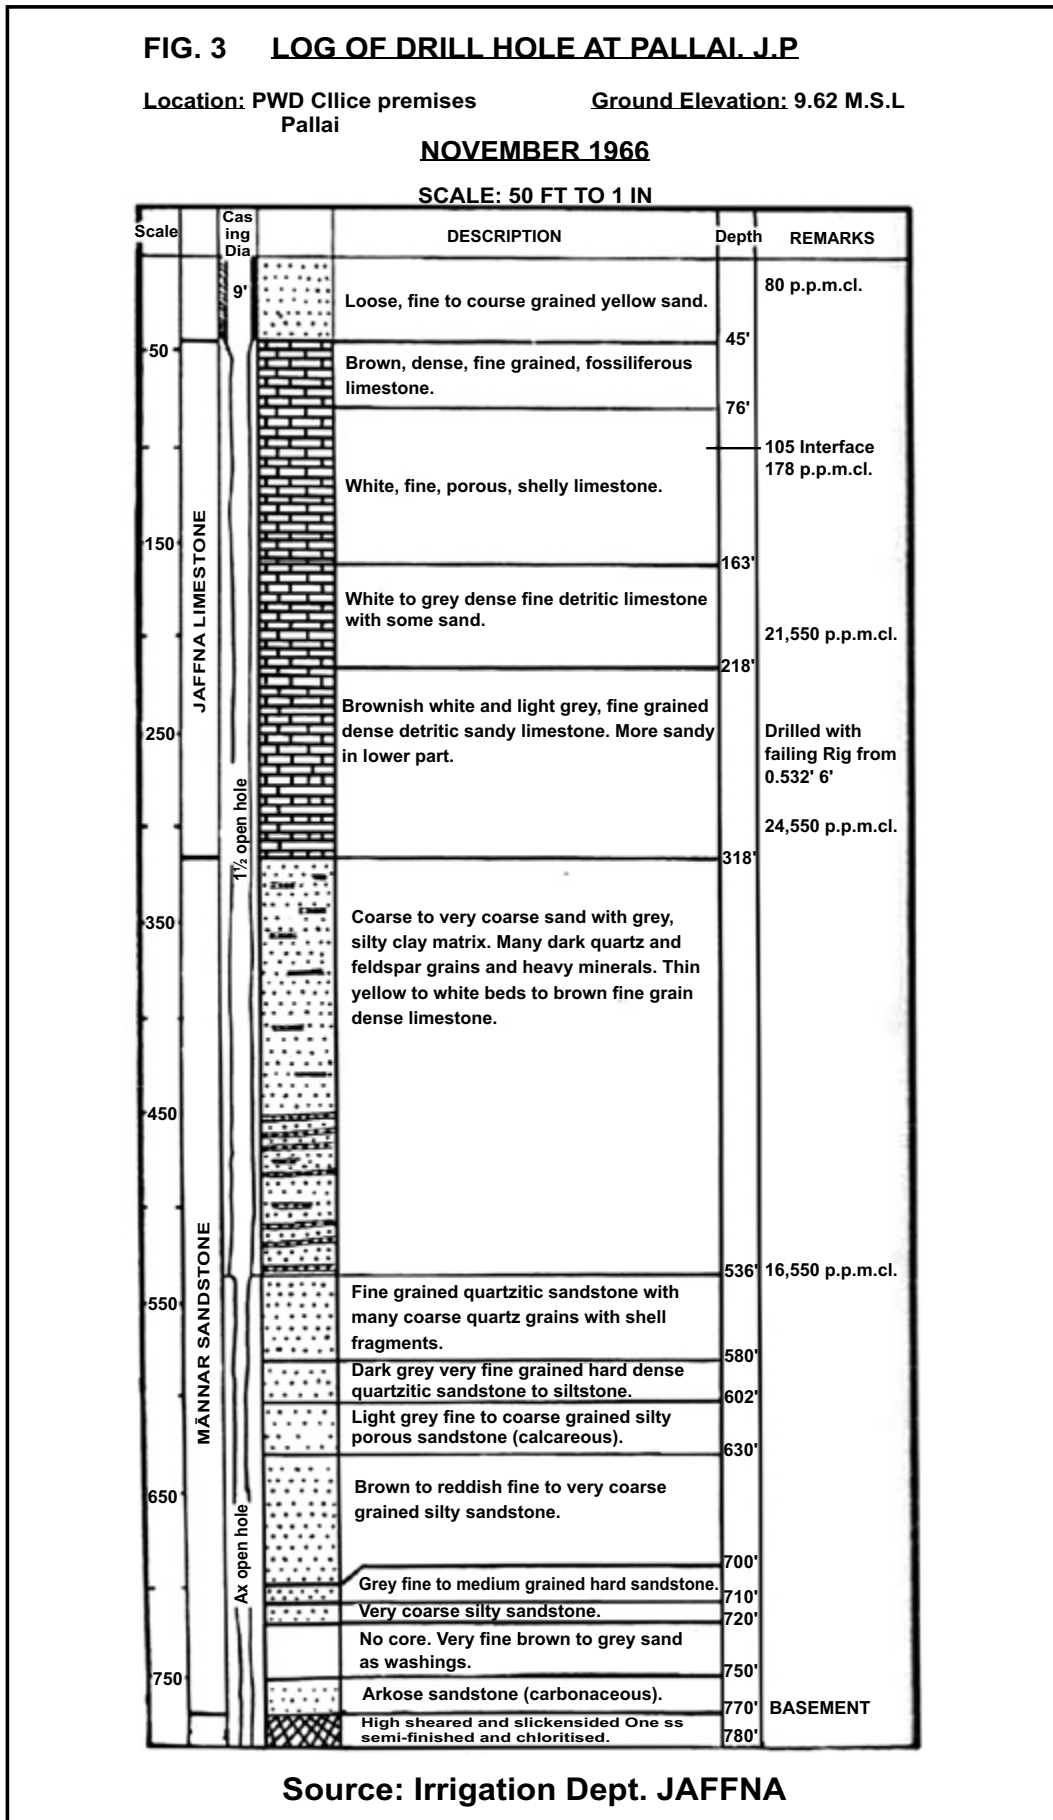 FIG. 3 LOG OF DRILL HOLE AT PALLAI. J.P
Location: PWD Cllice premises
Pallai
Ground Elevation: 9.62 M.S.L
NOVEMBER 1966
SCALE: 50 FT TO 1 IN
Scale
Cas
ing
Dia
DESCRIPTION
Depth
REMARKS
9'
Loose, fine to course grained yellow sand.
80 p.p.m.cl.
45'
50
Brown, dense, fine grained, fossiliferous
limestone.
76'
105 Interface
178 p.p.m.cl.
White, fine, porous, shelly limestone.
150
163'
JAFFNA LIMESTONE
White to grey dense fine detritic limestone
with some sand.
21,550 p.p.m.cl.
218'
Brownish white and light grey, fine grained
dense detritic sandy limestone. More sandy
in lower part.
250
Drilled with
failing Rig from
0.532' 6'
24,550 p.p.m.cl.
1½ open hole
318'
350
Coarse to very coarse sand with grey,
silty clay matrix. Many dark quartz and
feldspar grains and heavy minerals. Thin
yellow to white beds to brown fine grain
dense limestone.
450
536'
16,550 p.p.m.cl.
MÄNNAR SANDSTONE
550
Fine grained quartzitic sandstone with
many coarse quartz grains with shell
fragments.
580'
Dark grey very fine grained hard dense
quartzitic sandstone to siltstone.
602'
Light grey fine to coarse grained silty
porous sandstone (calcareous).
630'
650
Brown to reddish fine to very coarse
grained silty sandstone.
Ax open hole
700'
Grey fine to medium grained hard sandstone.
710'
Very coarse silty sandstone.
720'
No core. Very fine brown to grey sand
as washings.
750'
750
Arkose sandstone (carbonaceous).
770'
BASEMENT
High sheared and slickensided One ss
semi-finished and chloritised.
780'
Source: Irrigation Dept. JAFFNA